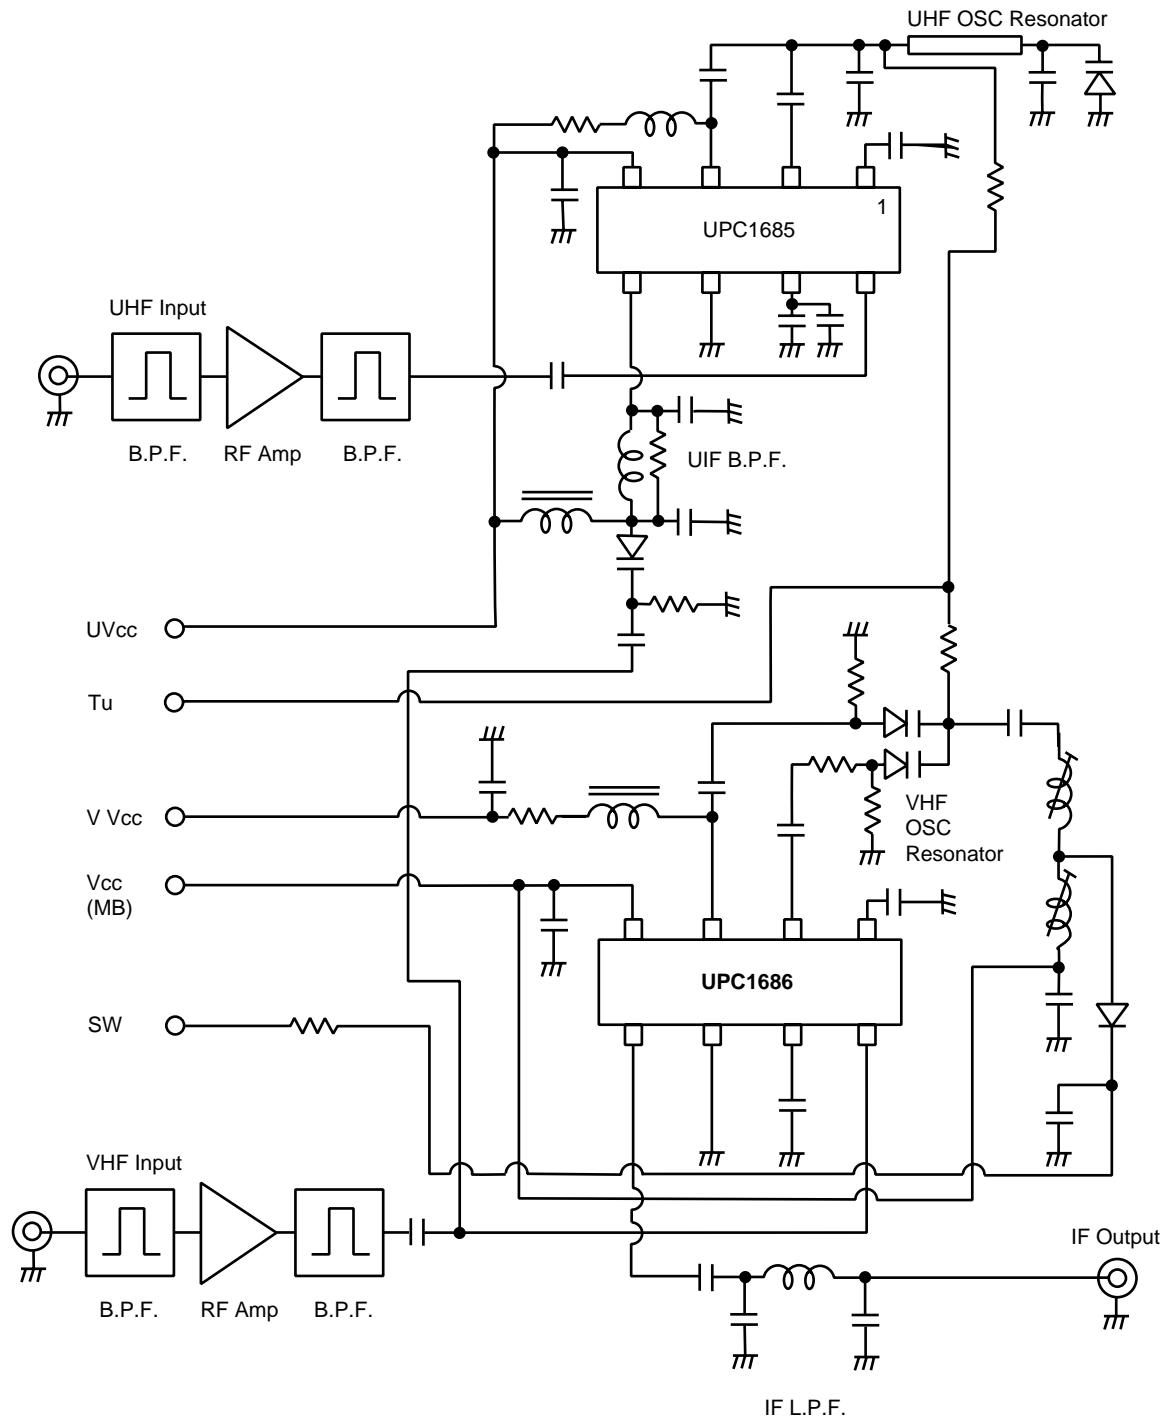 UHF OSC Resonator
1
UPC1685
UHF Input
B.P.F.
RF Amp
B.P.F.
UIF B.P.F.
UVcc
Tu
V Vcc
VHF
OSC
Resonator
Vcc
(MB)
UPC1686
SW
VHF Input
IF Output
B.P.F.
RF Amp
B.P.F.
IF L.P.F.